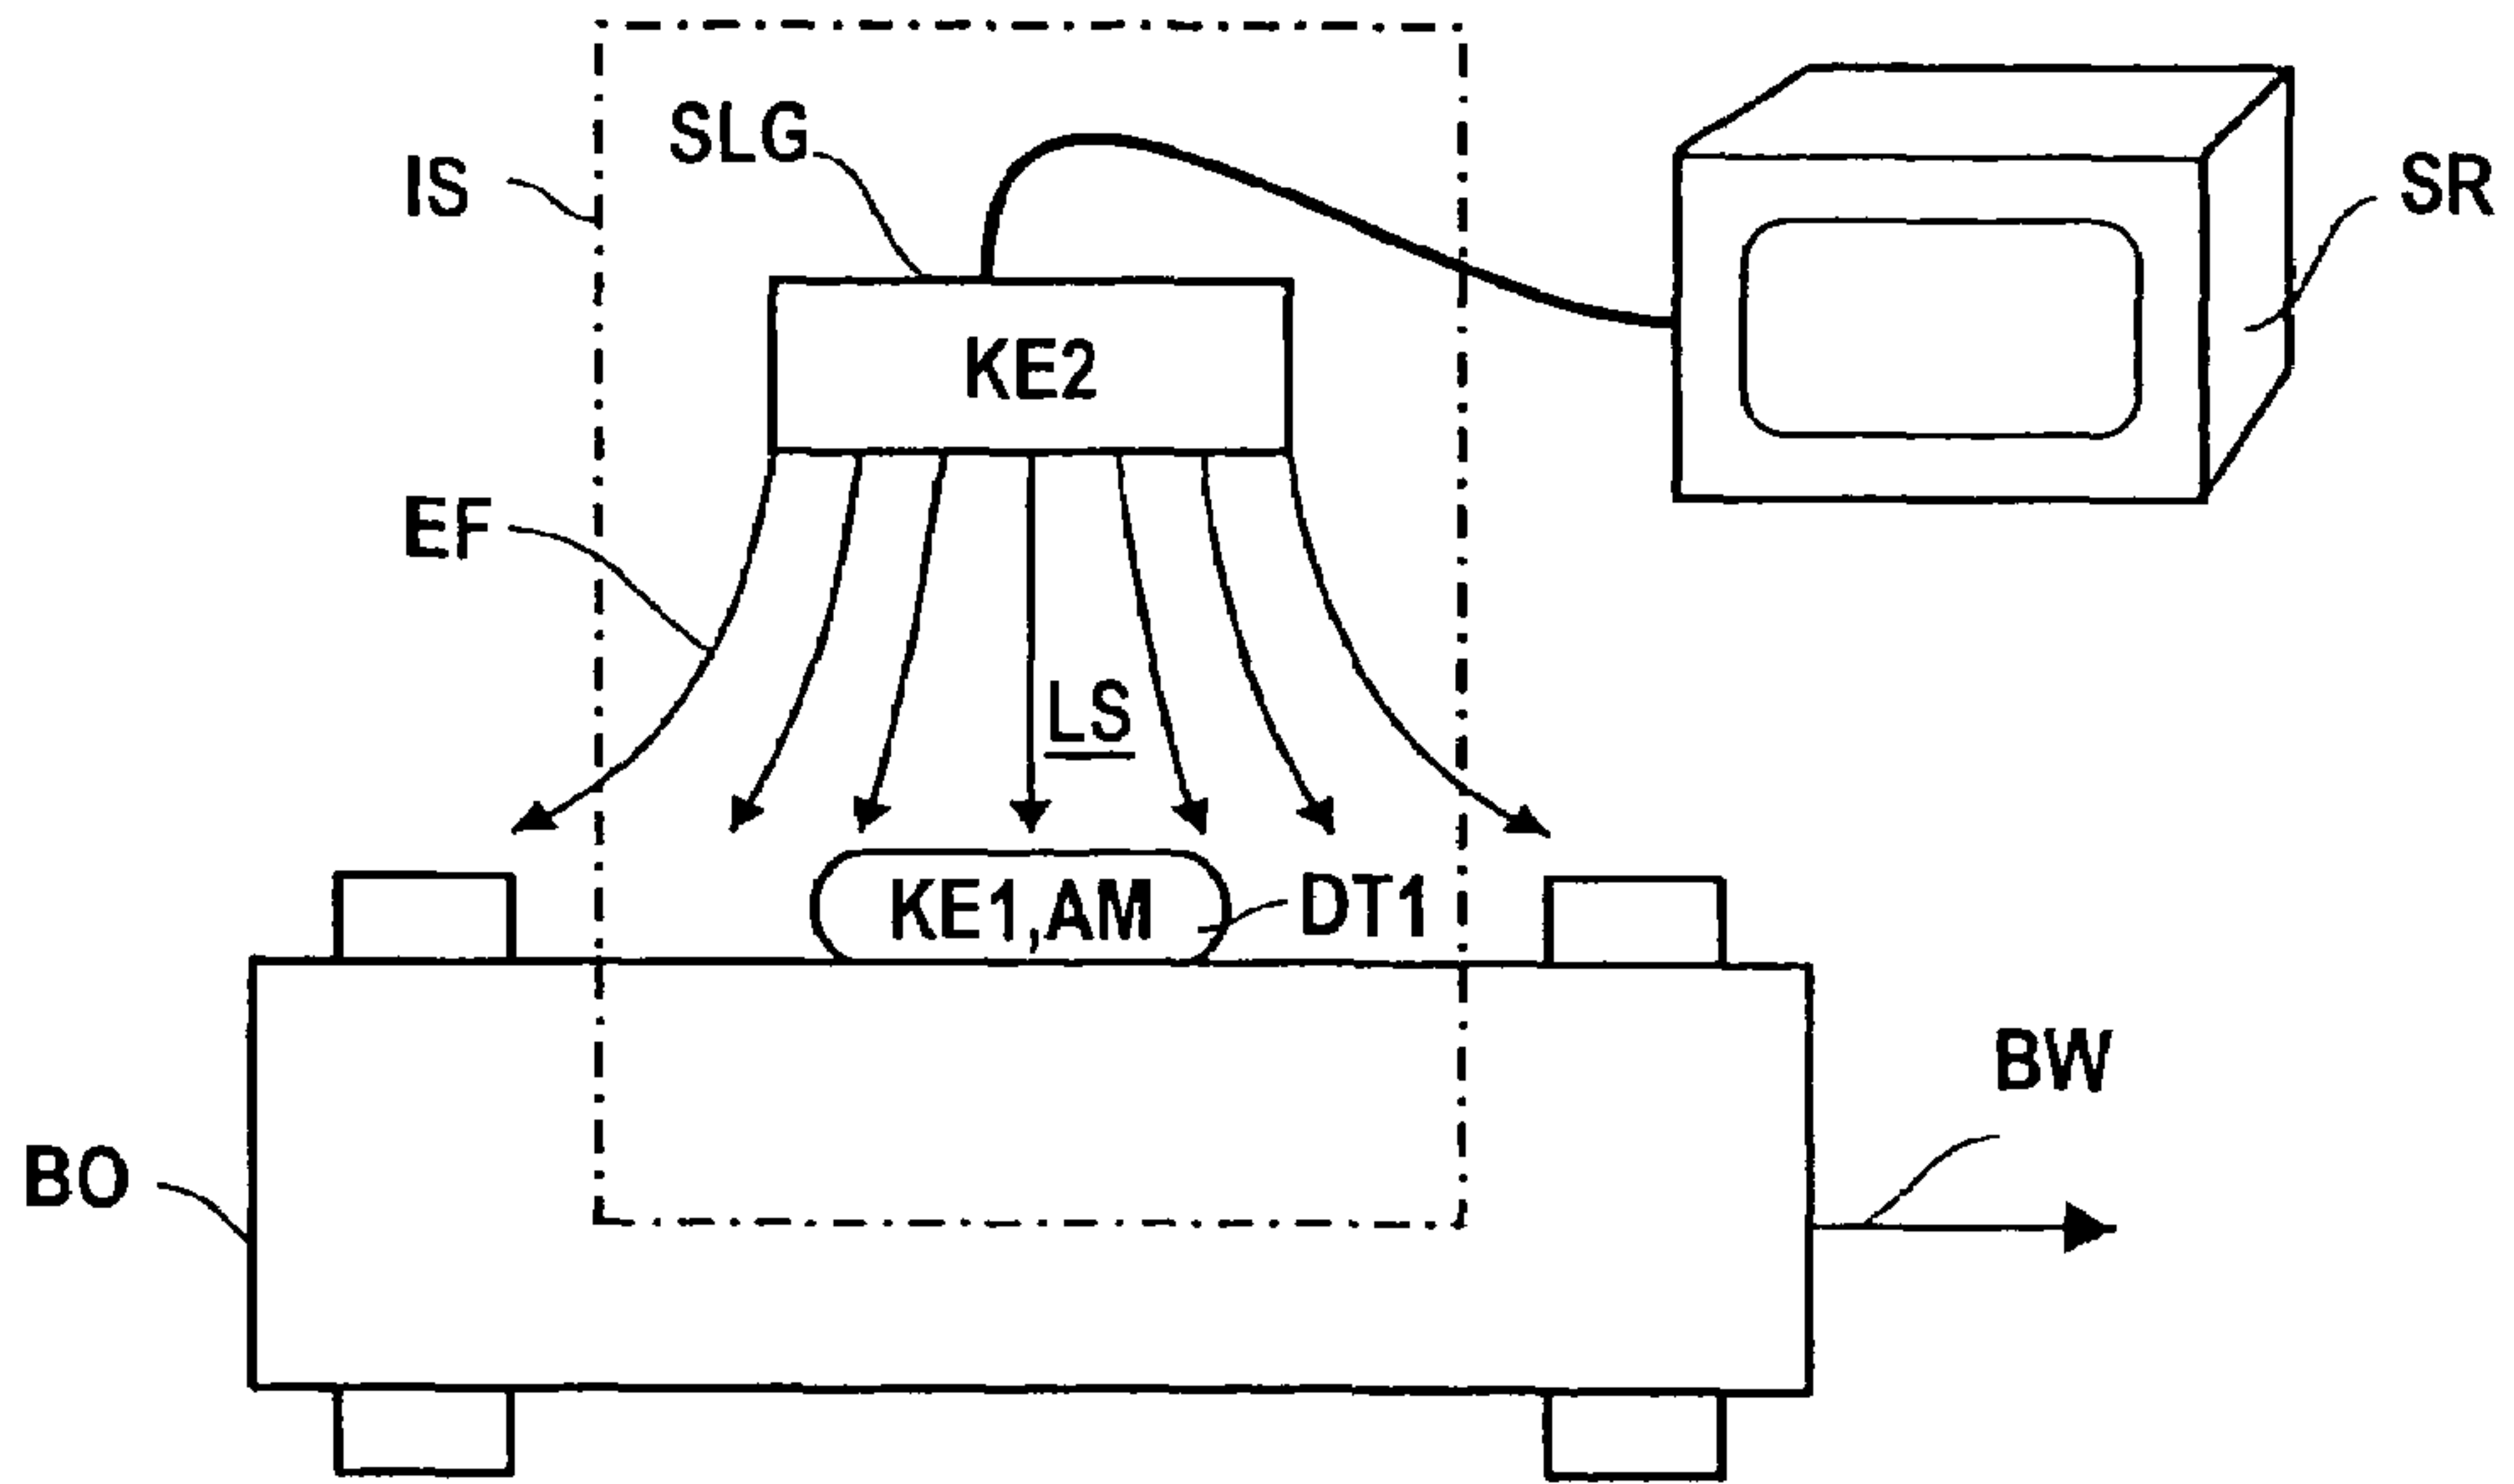 SLG
IS
SR
KE2
EF
LS
KE1,AM
DT1
BW
BO